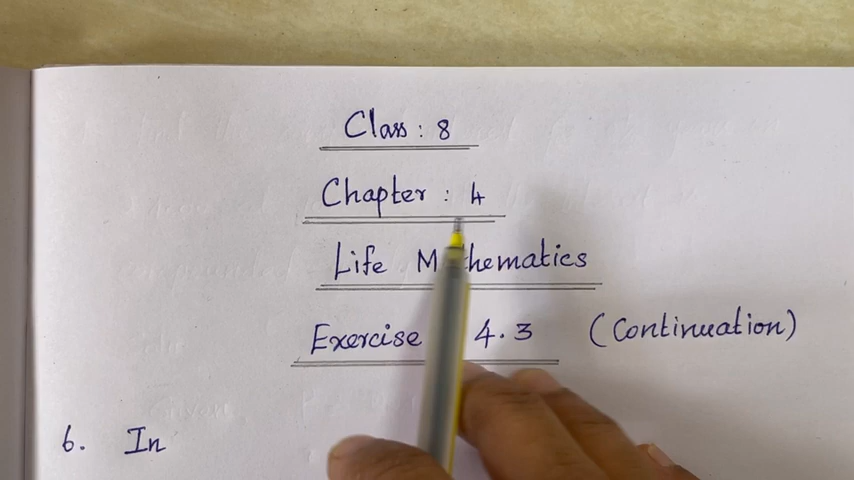 Class : 8
Chapter : 4
Life Mathematics
Exercise 4.3 (Continuation)
6. In